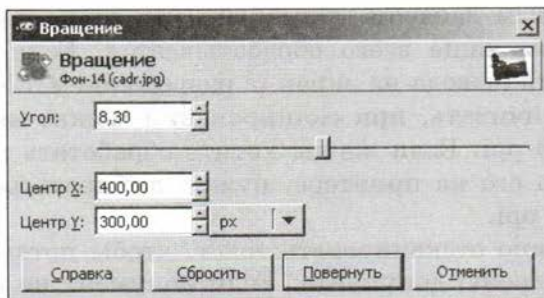 Вращение
Вращение
Фон-14 (cadr.jpg)
Угол: 8,30
Центр X: 400,00
Центр Y: 300,00 px
Справка Сбросить Повернуть Отменить